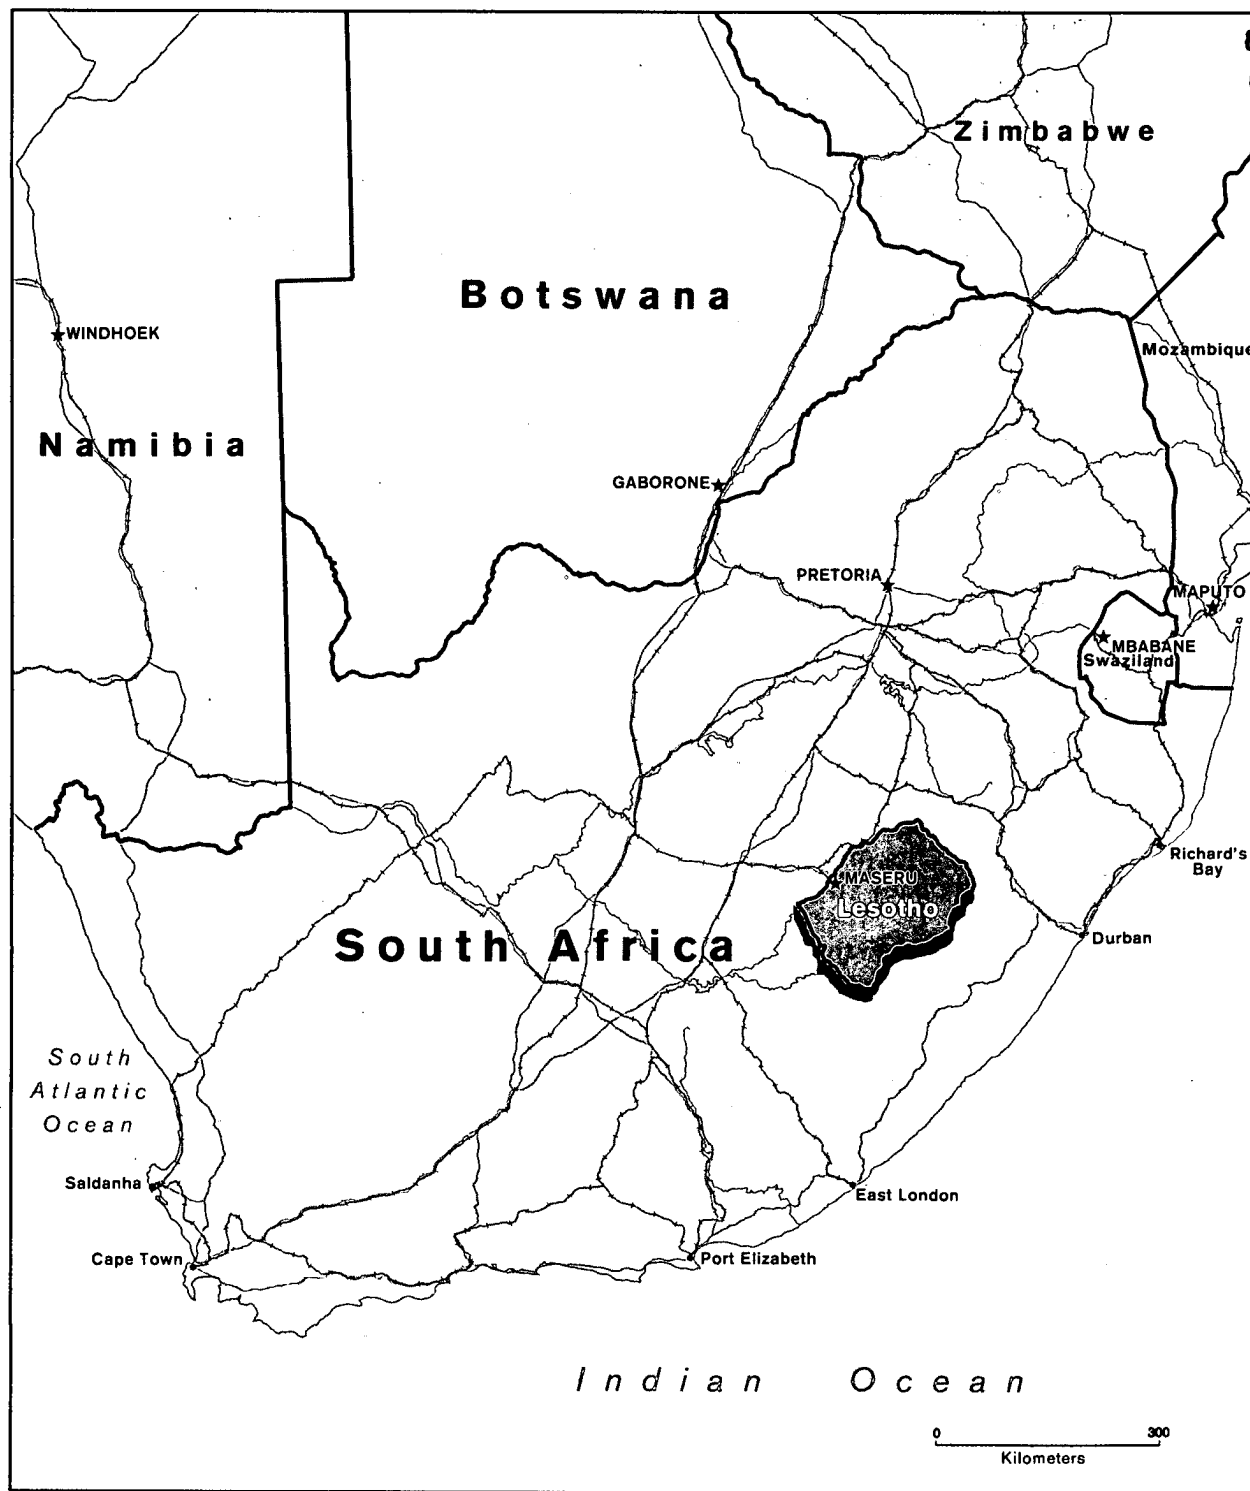 Zimbabwe
Botswana
WINDHOEK
Mozambique
Namibia
GABORONE
PRETORIA
MAPUTO
MBABANE
Swaziland
Richard's
Bay
MASERU
Lesotho
South Africa
Durban
South
Atlantic
Ocean
Saldanha
East London
Cape Town
Port Elizabeth
Indian Ocean
0 300
Kilometers